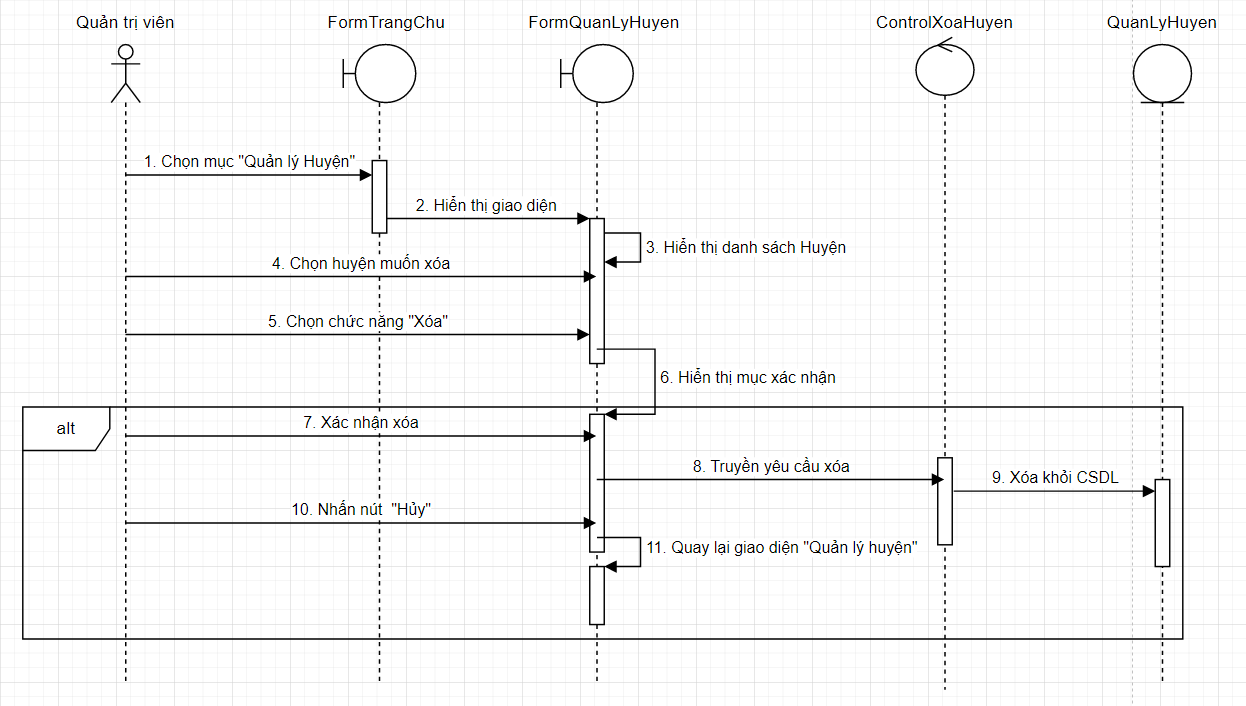 Quản trị viên
FormTrangChu
FormQuanLyHuyen
ControlXoaHuyen
QuanLyHuyen
1. Chọn mục "Quản lý Huyện"
2. Hiển thị giao diện
3. Hiển thị danh sách Huyện
4. Chọn huyện muốn xóa
5. Chọn chức năng "Xóa"
6. Hiển thị mục xác nhận
alt
7. Xác nhận xóa
8. Truyền yêu cầu xóa
9. Xóa khỏi CSDL
10. Nhấn nút  "Hủy"
11. Quay lại giao diện "Quản lý huyện"